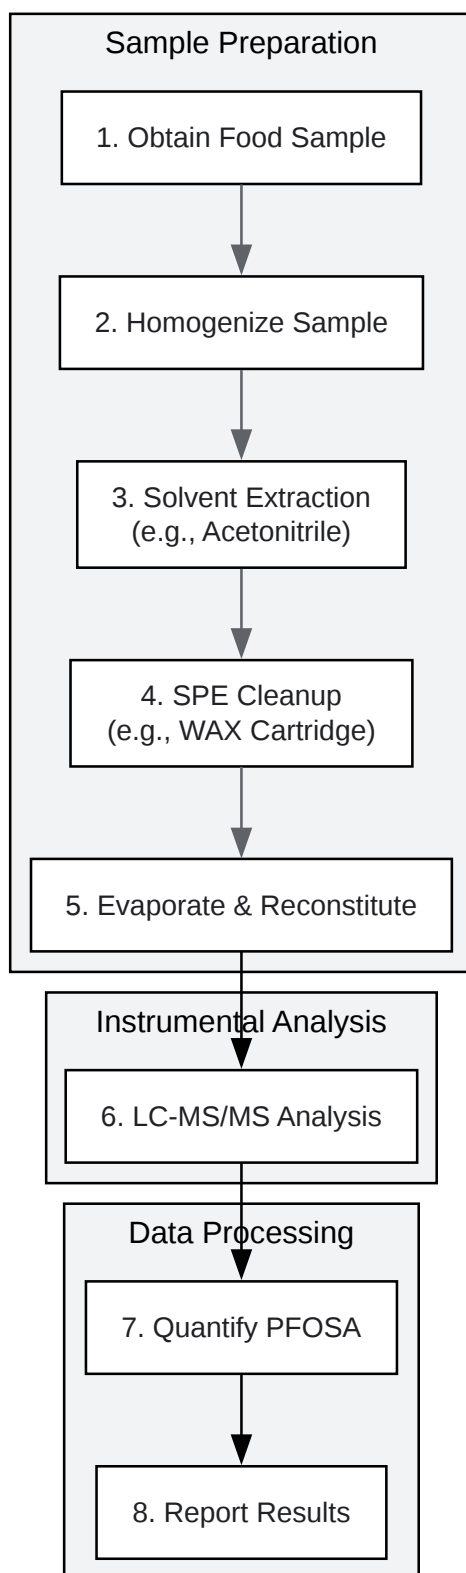 Sample Preparation
1. Obtain Food Sample
2. Homogenize Sample
3. Solvent Extraction
(e.g., Acetonitrile)
4. SPE Cleanup
(e.g., WAX Cartridge)
5. Evaporate & Reconstitute
Instrumental Analysis
6. LC-MS/MS Analysis
Data Processing
7. Quantify PFOSA
8. Report Results